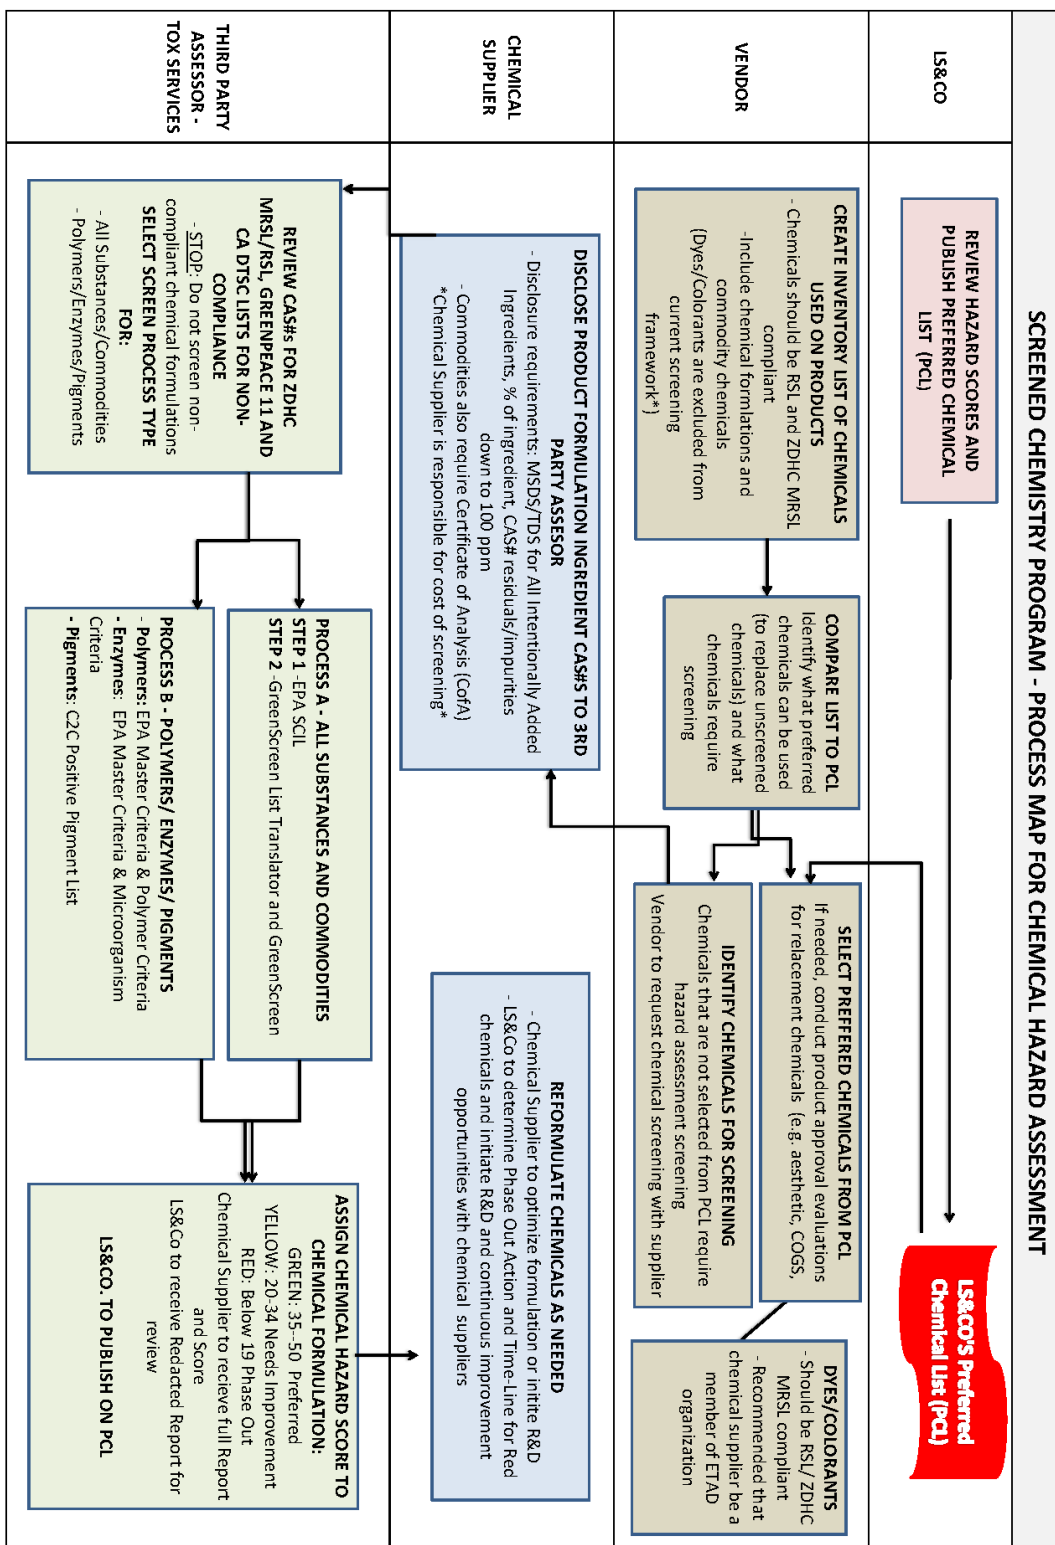 SCREENED CHEMISTRY PROGRAM - PROCESS MAP FOR CHEMICAL HAZARD ASSESSMENT
LS&CO
REVIEW HAZARD SCORES AND
PUBLISH PREFERRED CHEMICAL
LIST (PCL)
LS&CO'S Preferred
Chemical List (PCL)
VENDOR
CREATE INVENTORY LIST OF CHEMICALS
USED ON PRODUCTS
- Chemicals should be RSL and ZDHC MRSL
compliant
-Include chemical formlations and
commodity chemicals
(Dyes/Colorants are excluded from
current screening
framework*)
COMPARE LIST TO PCL
Identify what preferred
chemicals can be used
(to replace unscreened
chemicals) and what
chemicals require
screening
SELECT PREFFERED CHEMICALS FROM PCL
If needed, conduct product approval evaluations
for relacement chemicals (e.g. aesthetic, COGS,
IDENTIFY CHEMICALS FOR SCREENING
Chemicals that are not selected from PCL require
hazard assessment screening
Vendor to request chemical screening with supplier
DYES/COLORANTS
- Should be RSL/ ZDHC
MRSL compliant
- Recommended that
chemical supplier be a
member of ETAD
organization
CHEMICAL
SUPPLIER
DISCLOSE PRODUCT FORMULATION INGREDIENT CAS#S TO 3RD
PARTY ASSESOR
- Disclosure requirements: MSDS/TDS for All Intentionally Added
Ingredients, % of ingredient, CAS# residuals/impurities
down to 100 ppm
- Commodities also require Certificate of Analysis (CofA)
*Chemical Supplier is responsible for cost of screening*
REFORMULATE CHEMICALS AS NEEDED
- Chemical Supplier to optimize formulation or initite R&D
- LS&Co to determine Phase Out Action and Time-Line for Red
chemicals and initiate R&D and continuous improvement
opportunities with chemical suppliers
THIRD PARTY
ASSESSOR -
TOX SERVICES
REVIEW CAS#s FOR ZDHC
MRSL/RSL, GREENPEACE 11 AND
CA DTSC LISTS FOR NON-
COMPLIANCE
- STOP: Do not screen non-
compliant chemical formulations
SELECT SCREEN PROCESS TYPE
FOR:
- All Substances/Commodities
- Polymers/Enzymes/Pigments
PROCESS A - ALL SUBSTANCES AND COMMODITIES
STEP 1 -EPA SCIL
STEP 2 -GreenScreen List Translator and GreenScreen
PROCESS B - POLYMERS/ ENZYMES/ PIGMENTS
- Polymers: EPA Master Criteria & Polymer Criteria
- Enzymes: EPA Master Criteria & Microorganism
Criteria
- Pigments: C2C Positive Pigment List
ASSIGN CHEMICAL HAZARD SCORE TO
CHEMICAL FORMULATION:
GREEN: 35--50 Preferred
YELLOW: 20-34 Needs Improvement
RED: Below 19 Phase Out
Chemical Supplier to recieve full Report
and Score
LS&Co to receive Redacted Report for
review
LS&CO. TO PUBLISH ON PCL